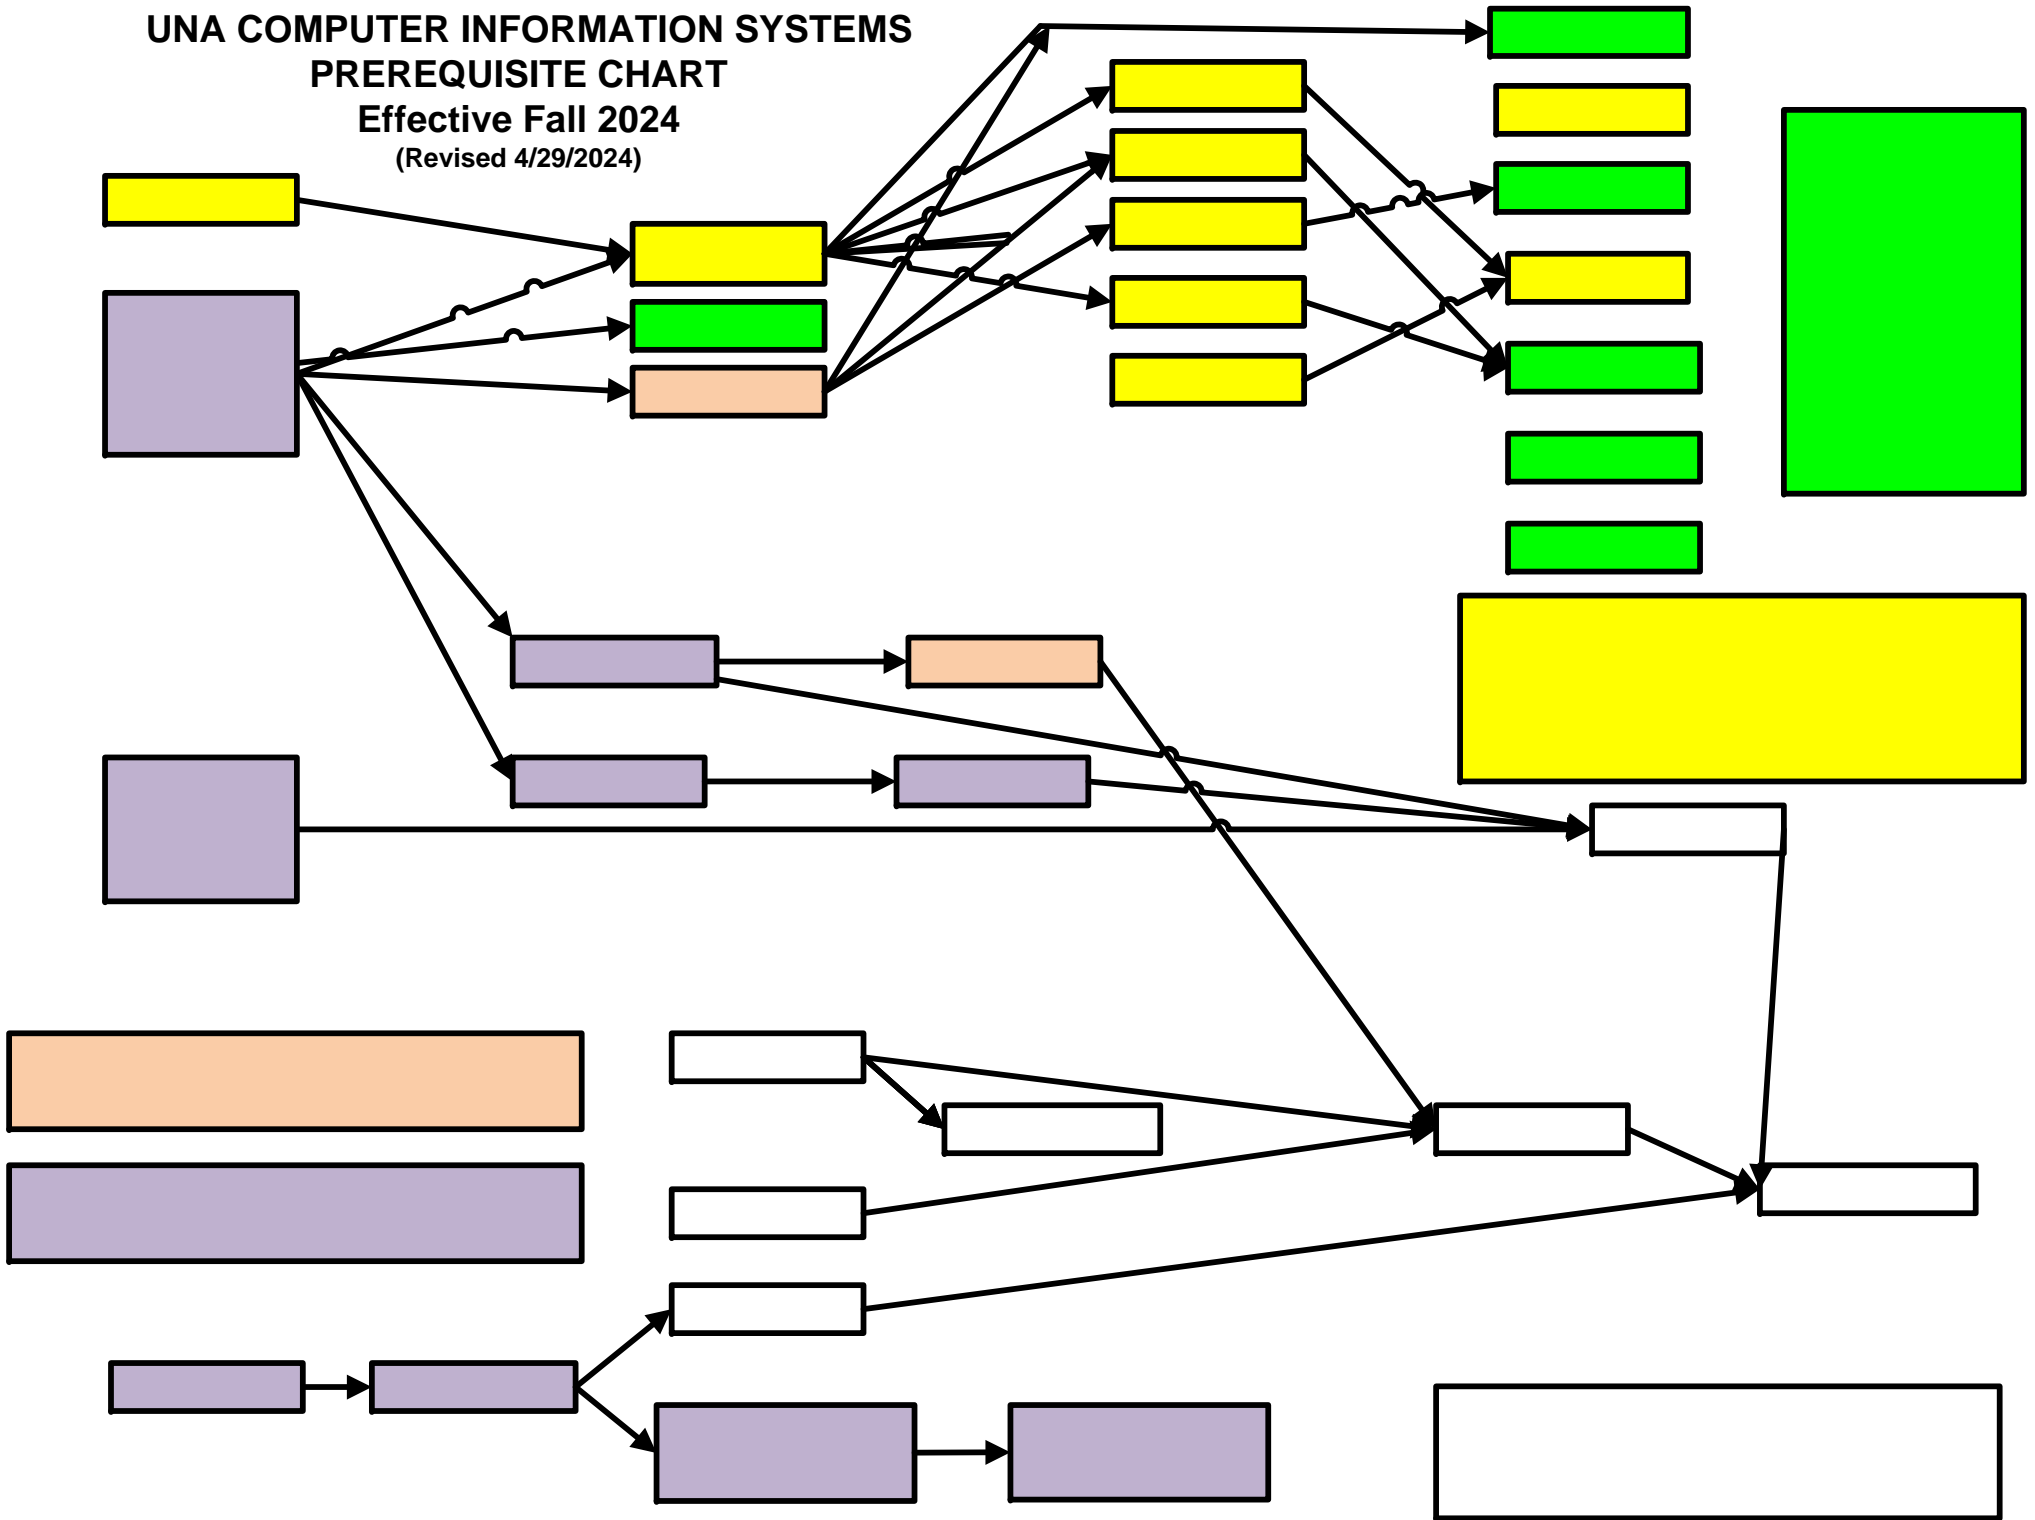 UNA COMPUTER INFORMATION SYSTEMS
PREREQUISITE CHART
Effective Fall 2024
(Revised 4/29/2024)